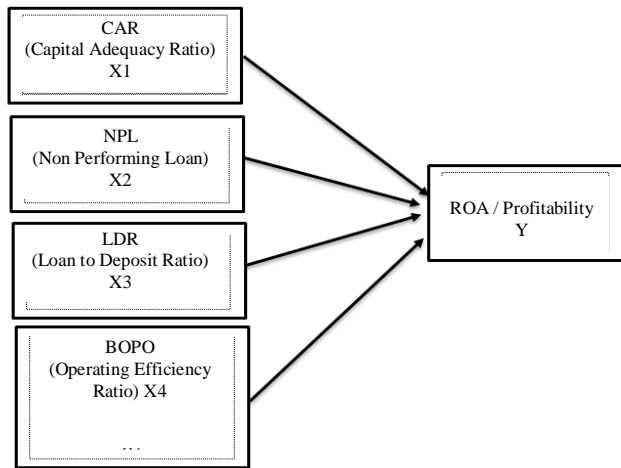 CAR
(Capital Adequacy Ratio)
X1
NPL
(Non Performing Loan)
X2
LDR
(Loan to Deposit Ratio)
X3
BOPO
(Operating Efficiency
Ratio) X4
ROA / Profitability
Y